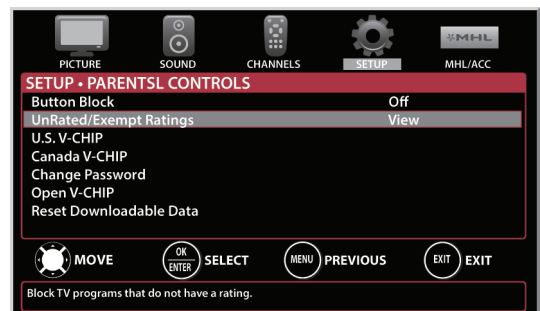 PICTURE SOUND CHANNELS SETUP MHL/ACC
MHL
SETUP • PARENTSL CONTROLS
Button Block Off
UnRated/Exempt Ratings View
U.S. V-CHIP
Canada V-CHIP
Change Password
Open V-CHIP
Reset Downloadable Data
MOVE OK ENTER SELECT MENU PREVIOUS EXIT EXIT
Block TV programs that do not have a rating.